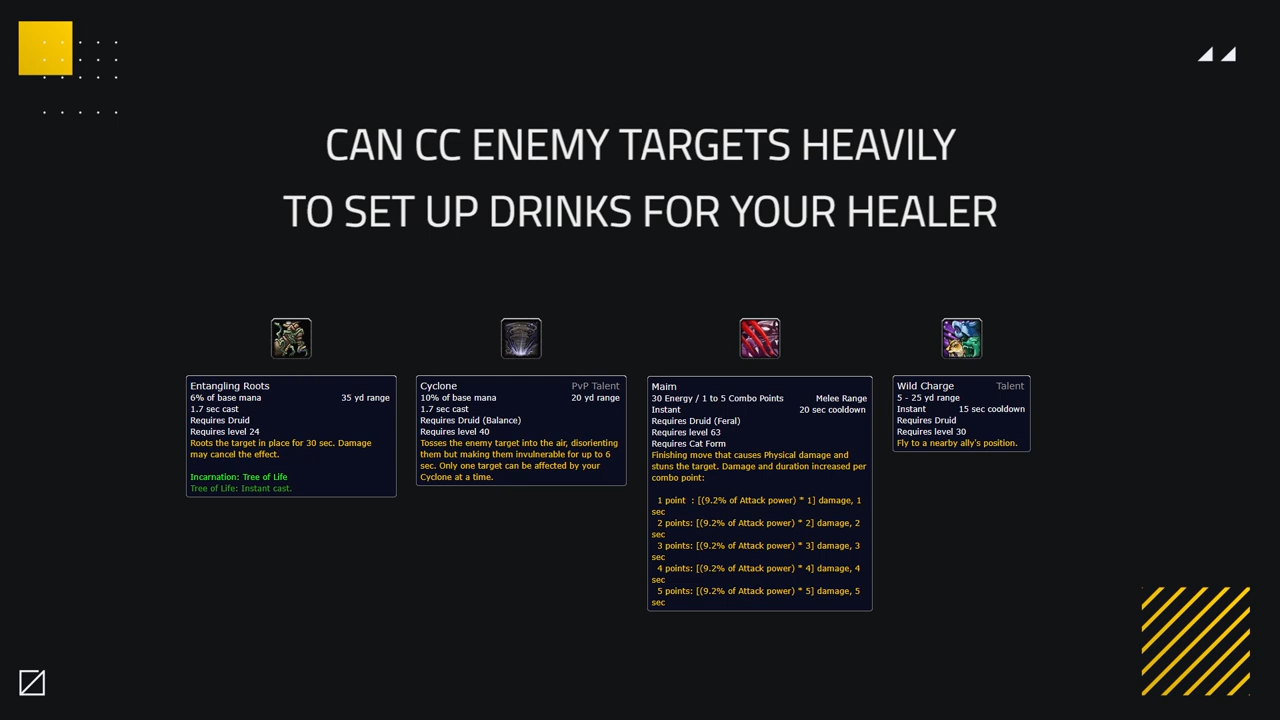 CAN CC ENEMY TARGETS HEAVILY
TO SET UP DRINKS FOR YOUR HEALER
Entangling Roots
6% of base mana 35 yd range
1.7 sec cast
Requires Druid
Requires level 24
Roots the target in place for 30 sec. Damage
may cancel the effect.
Incarnation: Tree of Life
Tree of Life: Instant cast.
Cyclone PvP Talent
10% of base mana 20 yd range
1.7 sec cast
Requires Druid (Balance)
Requires level 40
Tosses the enemy target into the air, disorienting
them but making them invulnerable for up to 6
sec. Only one target can be affected by your
Cyclone at a time.
Maim
30 Energy / 1 to 5 Combo Points Melee Range
Instant 20 sec cooldown
Requires Druid (Feral)
Requires level 63
Requires Cat Form
Finishing move that causes Physical damage and
stuns the target. Damage and duration increased per
combo point:
1 point : [(9.2% of Attack power) * 1] damage, 1
sec
2 points: [(9.2% of Attack power) * 2] damage, 2
sec
3 points: [(9.2% of Attack power) * 3] damage, 3
sec
4 points: [(9.2% of Attack power) * 4] damage, 4
sec
5 points: [(9.2% of Attack power) * 5] damage, 5
sec
Wild Charge Talent
5 - 25 yd range
Instant 15 sec cooldown
Requires Druid
Requires level 30
Fly to a nearby ally's position.